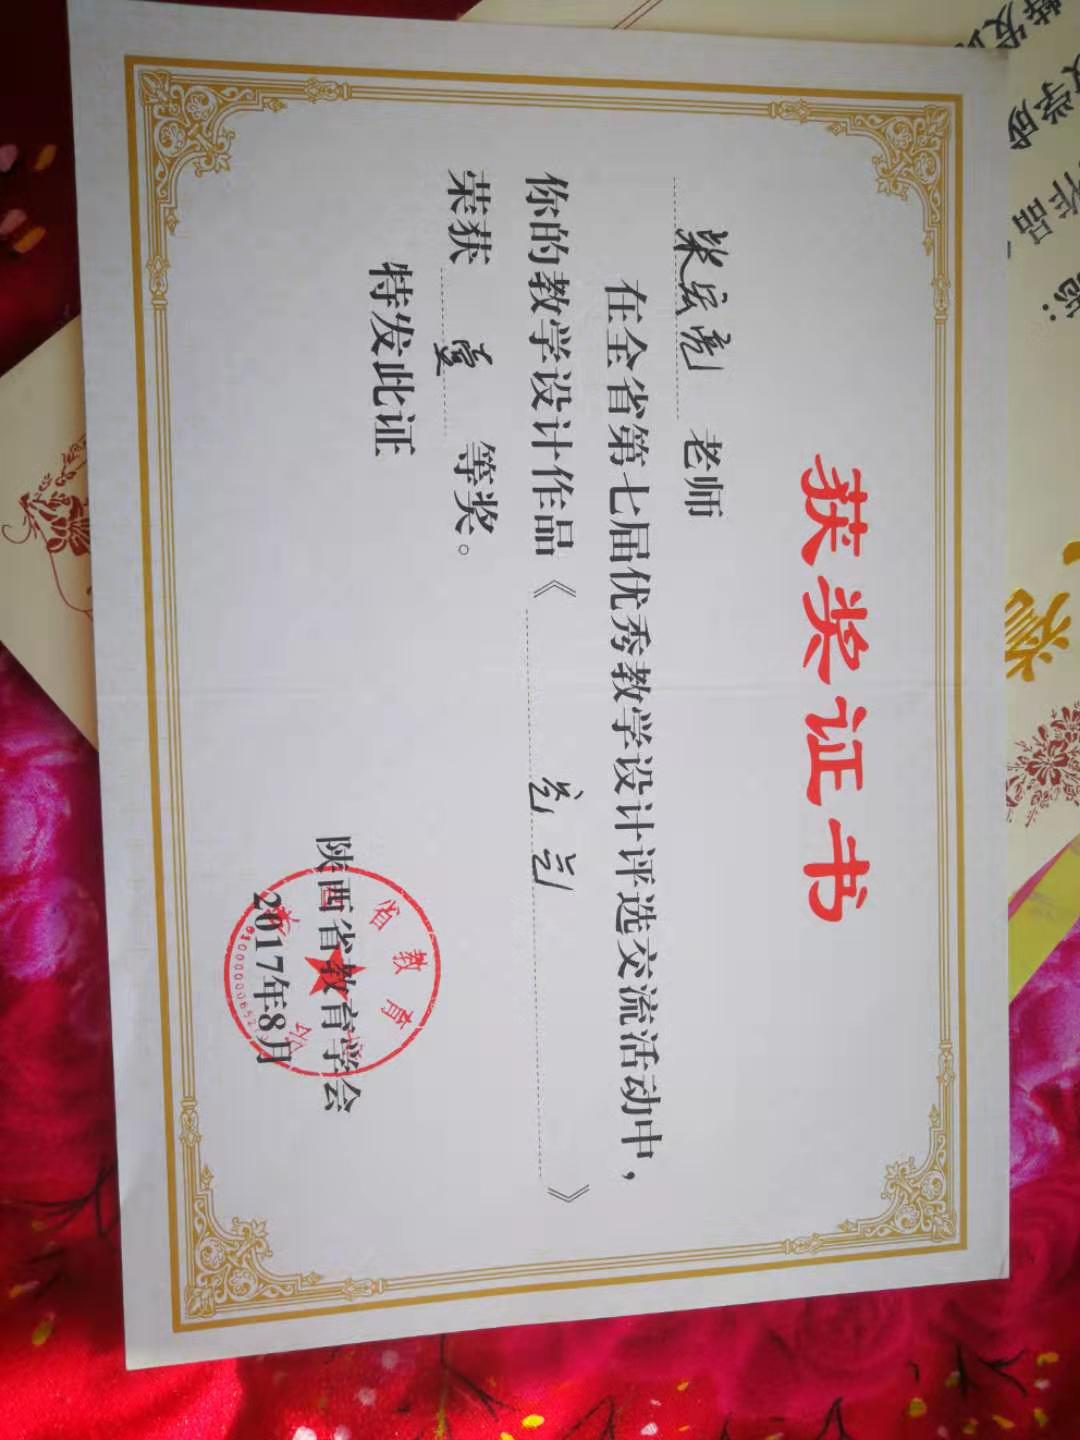 获奖证书
老师
在全省第七届优秀教学设计评选交流活动中，
你的教学设计作品《 》
荣获 壹 等奖。
特发此证
陕西省教育学会
2017年8月